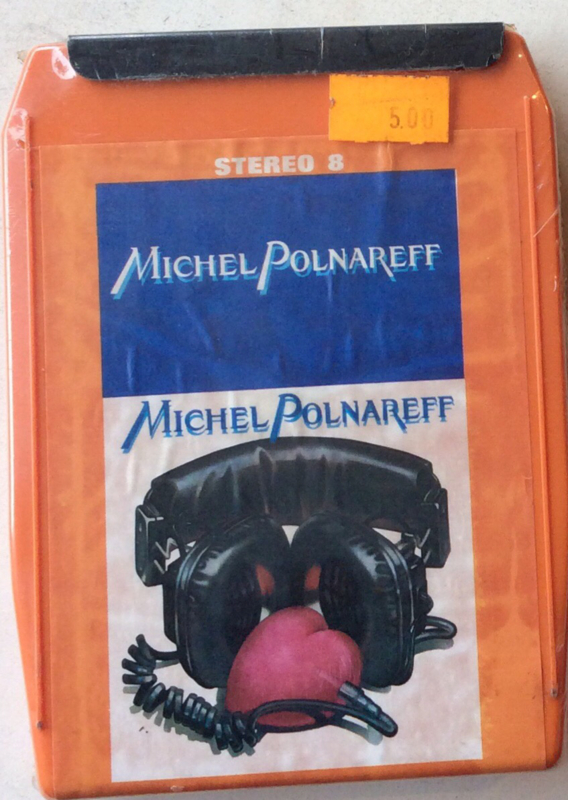 5.00
STEREO 8
MICHEL POLNAREFF
MICHEL POLNAREFF